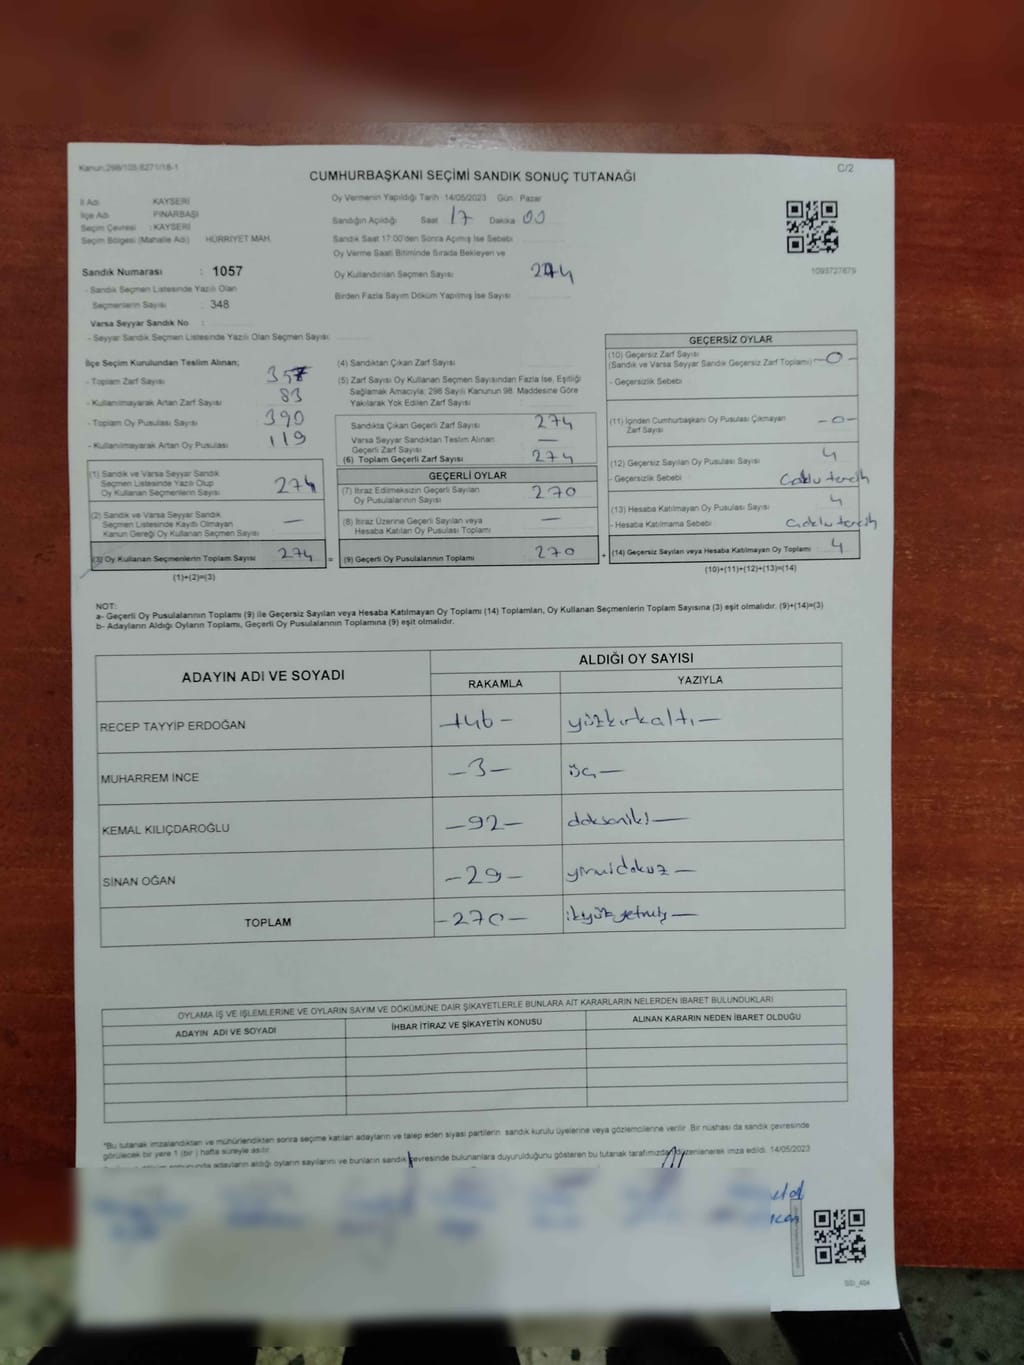 Kanun:298/105;6271/18-1
C/2
CUMHURBAŞKANI SEÇİMİ SANDIK SONUÇ TUTANAĞI
İl Adı KAYSERİ
İlçe Adı PINARBAŞI
Seçim Çevresi : KAYSERİ
Seçim Bölgesi (Mahalle Adı) HÜRRİYET MAH.
Sandık Numarası : 1057
- Sandık Seçmen Listesinde Yazılı Olan
Seçmenlerin Sayısı : 348
Varsa Seyyar Sandık No :
- Seyyar Sandık Seçmen Listesinde Yazılı Olan Seçmen Sayısı:
Oy Vermenin Yapıldığı Tarih :14/05/2023 Gün: Pazar
Sandığın Açıldığı Saat 17 Dakika 00
Sandık Saat 17:00'den Sonra Açımış İse Sebebi
Oy Verme Saati Bitiminde Sırada Bekleyen ve
Oy Kullandırılan Seçmen Sayısı 274
Birden Fazla Sayım Döküm Yapılmış İse Sayısı
1093727879
İlçe Seçim Kurulundan Teslim Alınan;
- Toplam Zarf Sayısı 357
- Kullanılmayarak Artan Zarf Sayısı 83
- Toplam Oy Pusulası Sayısı 390
- Kullanılmayarak Artan Oy Pusulası 119
(1) Sandık ve Varsa Seyyar Sandık
Seçmen Listesinde Yazılı Olup
Oy Kullanan Seçmenlerin Sayısı 274
(2) Sandık ve Varsa Seyyar Sandık
Seçmen Listesinde Kayıtlı Olmayan
Kanun Gereği Oy Kullanan Seçmen Sayısı —
(3) Oy Kullanan Seçmenlerin Toplam Sayısı 274 =
(1)+(2)=(3)
(4) Sandıktan Çıkan Zarf Sayısı
(5) Zarf Sayısı Oy Kullanan Seçmen Sayısından Fazla İse, Eşitliği
Sağlamak Amacıyla; 298 Sayılı Kanunun 98. Maddesine Göre
Yakılarak Yok Edilen Zarf Sayısı
Sandıkta Çıkan Geçerli Zarf Sayısı 274
Varsa Seyyar Sandıktan Teslim Alınan
Geçerli Zarf Sayısı —
(6) Toplam Geçerli Zarf Sayısı 274
GEÇERLİ OYLAR
(7) İtiraz Edilmeksizin Geçerli Sayılan
Oy Pusulalarının Sayısı 270
(8) İtiraz Üzerine Geçerli Sayılan veya
Hesaba Katılan Oy Pusulası Toplamı —
(9) Geçerli Oy Pusulalarının Toplamı 270 +
GEÇERSİZ OYLAR
(10) Geçersiz Zarf Sayısı
(Sandık ve Varsa Seyyar Sandık Geçersiz Zarf Toplamı) -0-
- Geçersizlik Sebebi
(11) İçinden Cumhurbaşkanı Oy Pusulası Çıkmayan
Zarf Sayısı -0-
(12) Geçersiz Sayılan Oy Pusulası Sayısı 4
- Geçersizlik Sebebi Çoklu tercih
(13) Hesaba Katılmayan Oy Pusulası Sayısı 4
- Hesaba Katılmama Sebebi Çoklu tercih
(14) Geçersiz Sayılan veya Hesaba Katılmayan Oy Toplamı 4
(10)+(11)+(12)+(13)=(14)
NOT:
a- Geçerli Oy Pusulalarının Toplamı (9) ile Geçersiz Sayılan veya Hesaba Katılmayan Oy Toplamı (14) Toplamları, Oy Kullanan Seçmenlerin Toplam Sayısına (3) eşit olmalıdır. (9)+(14)=(3)
b- Adayların Aldığı Oyların Toplamı, Geçerli Oy Pusulalarının Toplamına (9) eşit olmalıdır.
ADAYIN ADI VE SOYADI
ALDIĞI OY SAYISI
RAKAMLA YAZIYLA
RECEP TAYYİP ERDOĞAN 146- yüzkırkaltı—
MUHARREM İNCE -3- üç—
KEMAL KILIÇDAROĞLU -92- doksaniki—
SİNAN OĞAN -29- yirmidokuz—
TOPLAM -270- ikiyüzyetmiş—
OYLAMA İŞ VE İŞLEMLERİNE VE OYLARIN SAYIM VE DÖKÜMÜNE DAİR ŞİKAYETLERLE BUNLARA AİT KARARLARIN NELERDEN İBARET BULUNDUKLARI
ADAYIN ADI VE SOYADI İHBAR İTİRAZ VE ŞİKAYETİN KONUSU ALINAN KARARIN NEDEN İBARET OLDUĞU
*Bu tutanak imzalandıktan ve mühürlendikten sonra seçime katılan adayların ve talep eden siyasi partilerin sandık kurulu üyelerine veya gözlemcilerine verilir. Bir nüshası da sandık çevresinde
görülecek bir yere 1 (bir) hafta süreyle asılır.
adayların aldığı oyların sayılarını ve bunların sandık çevresinde bulunanlara duyurulduğunu gösteren bu tutanak tarafımızdan düzenlenerek imza edildi. 14/05/2023